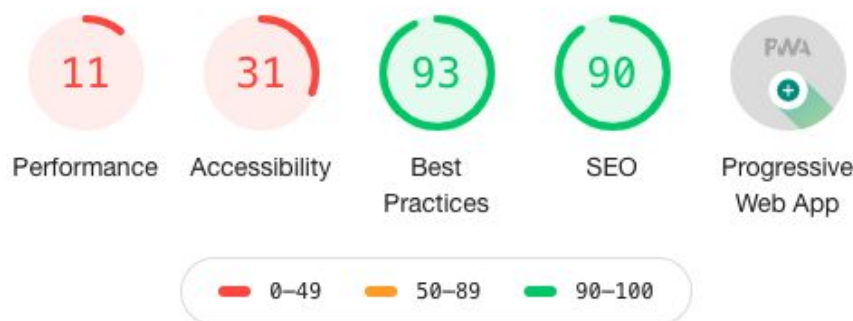 11 31 93 90 PWA
Performance Accessibility Best SEO Progressive
Practices Web App
0–49 50–89 90–100